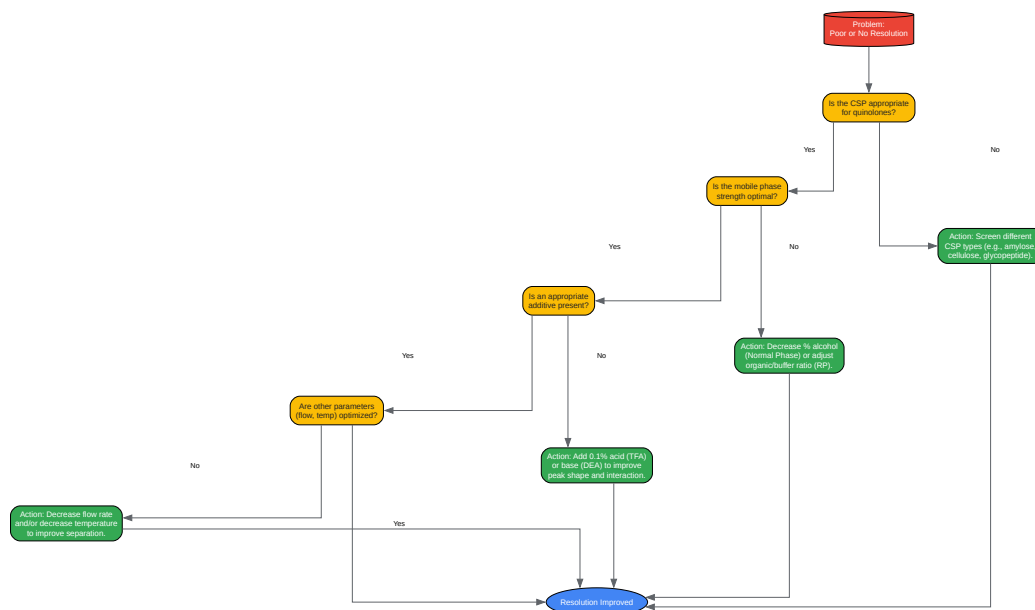 Problem:
Poor or No Resolution
Is the CSP appropriate
for quinolones?
Yes
No
Is the mobile phase
strength optimal?
Action: Screen different
CSP types (e.g., amylose,
cellulose, glycopeptide).
Yes
No
Is an appropriate
additive present?
Action: Decrease % alcohol
(Normal Phase) or adjust
organic/buffer ratio (RP).
Yes
No
Are other parameters
(flow, temp) optimized?
Action: Add 0.1% acid (TFA)
or base (DEA) to improve
peak shape and interaction.
No
Action: Decrease flow rate
and/or decrease temperature
to improve separation.
Yes
Resolution Improved